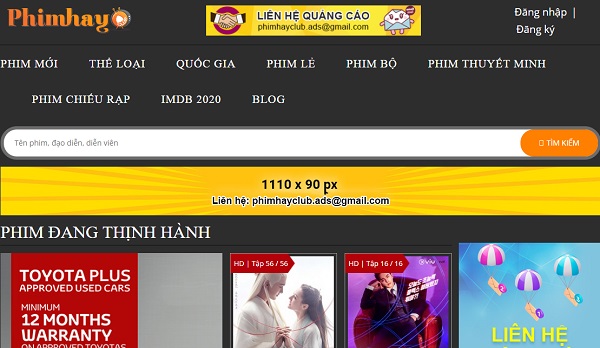 Phimhay
LIÊN HỆ QUẢNG CÁO
phimhayclub.ads@gmail.com
Đăng nhập |
Đăng ký
PHIM MỚI THỂ LOẠI QUỐC GIA PHIM LẺ PHIM BỘ PHIM THUYẾT MINH
PHIM CHIẾU RẠP IMDB 2020 BLOG
Tên phim, đạo diễn, diễn viên
TÌM KIẾM
1110 x 90 px
Liên hệ: phimhayclub.ads@gmail.com
PHIM ĐANG THỊNH HÀNH
TOYOTA PLUS
APPROVED USED CARS
MINIMUM
12 MONTHS
WARRANTY
ON APPROVED TOYOTAS
HD | Tập 56 / 56
HD | Tập 16 / 16
LIÊN HỆ